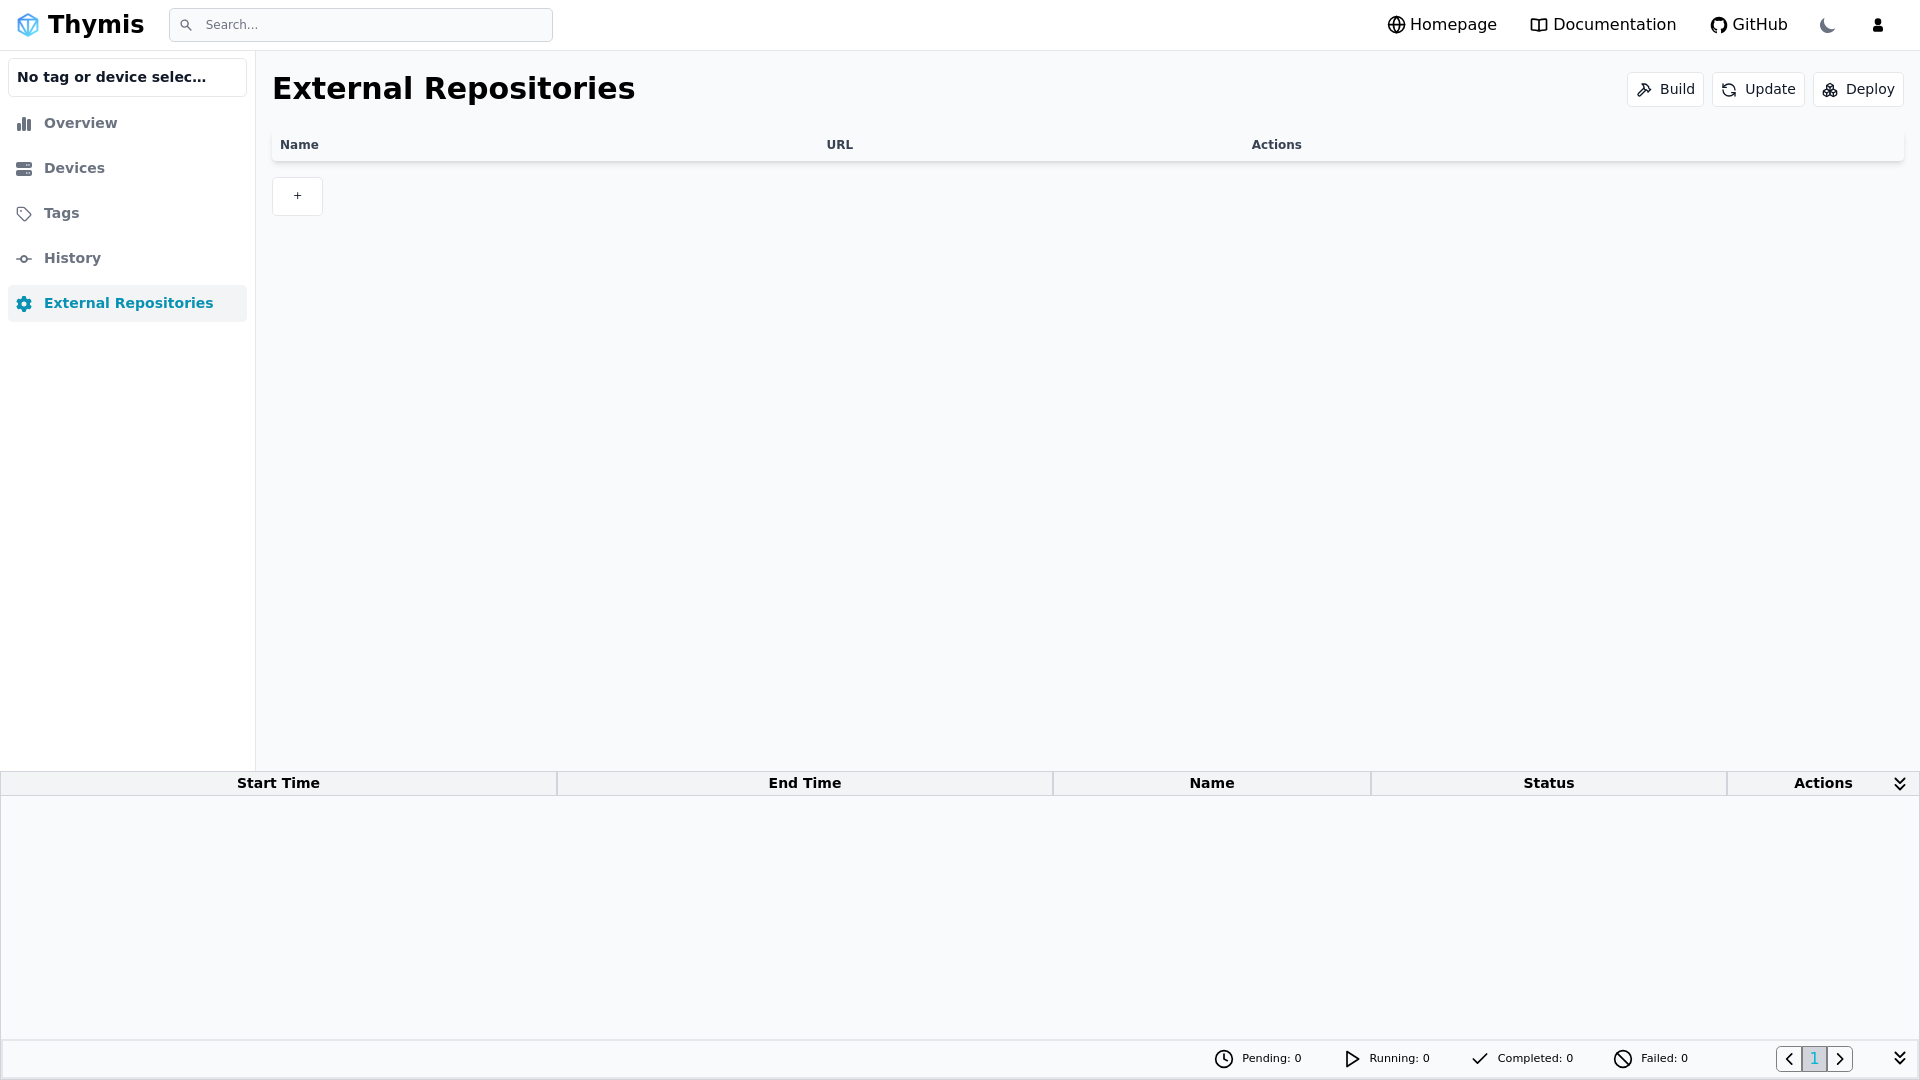 Thymis
Search...
Homepage
Documentation
GitHub
No tag or device selec...
Overview
Devices
Tags
History
External Repositories
External Repositories
Build
Update
Deploy
Name URL Actions
+
Start Time End Time Name Status Actions
Pending: 0 Running: 0 Completed: 0 Failed: 0 1